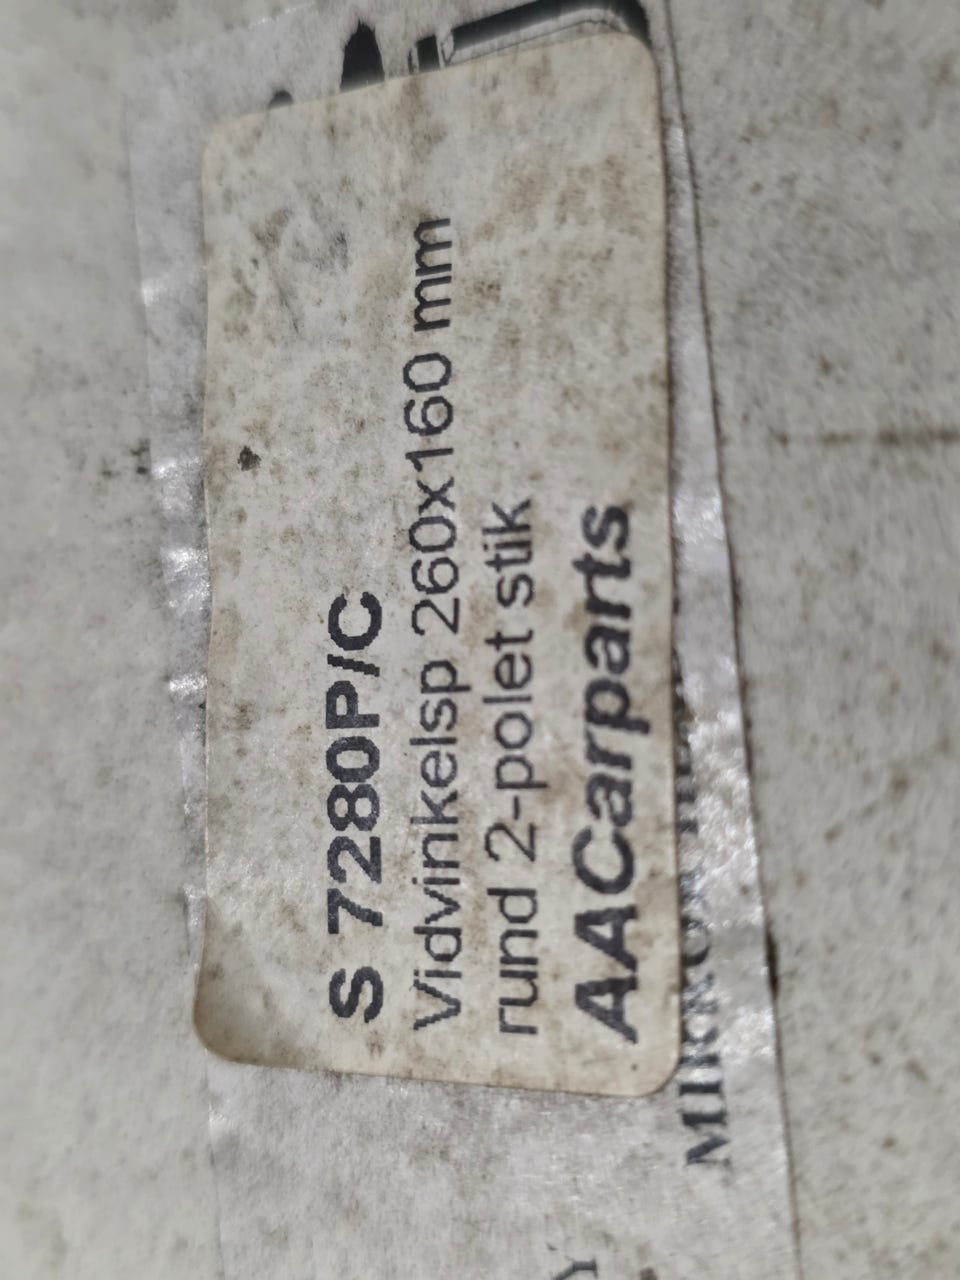 S 7280P/C
Vidvinkelsp 260x160 mm
rund 2-polet stik
AACarparts
Y